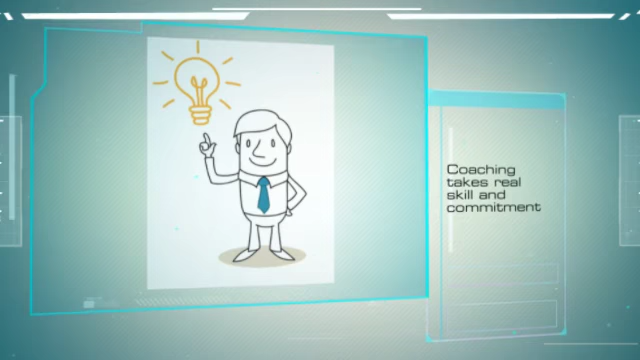 Coaching
takes real
skill and
commitment